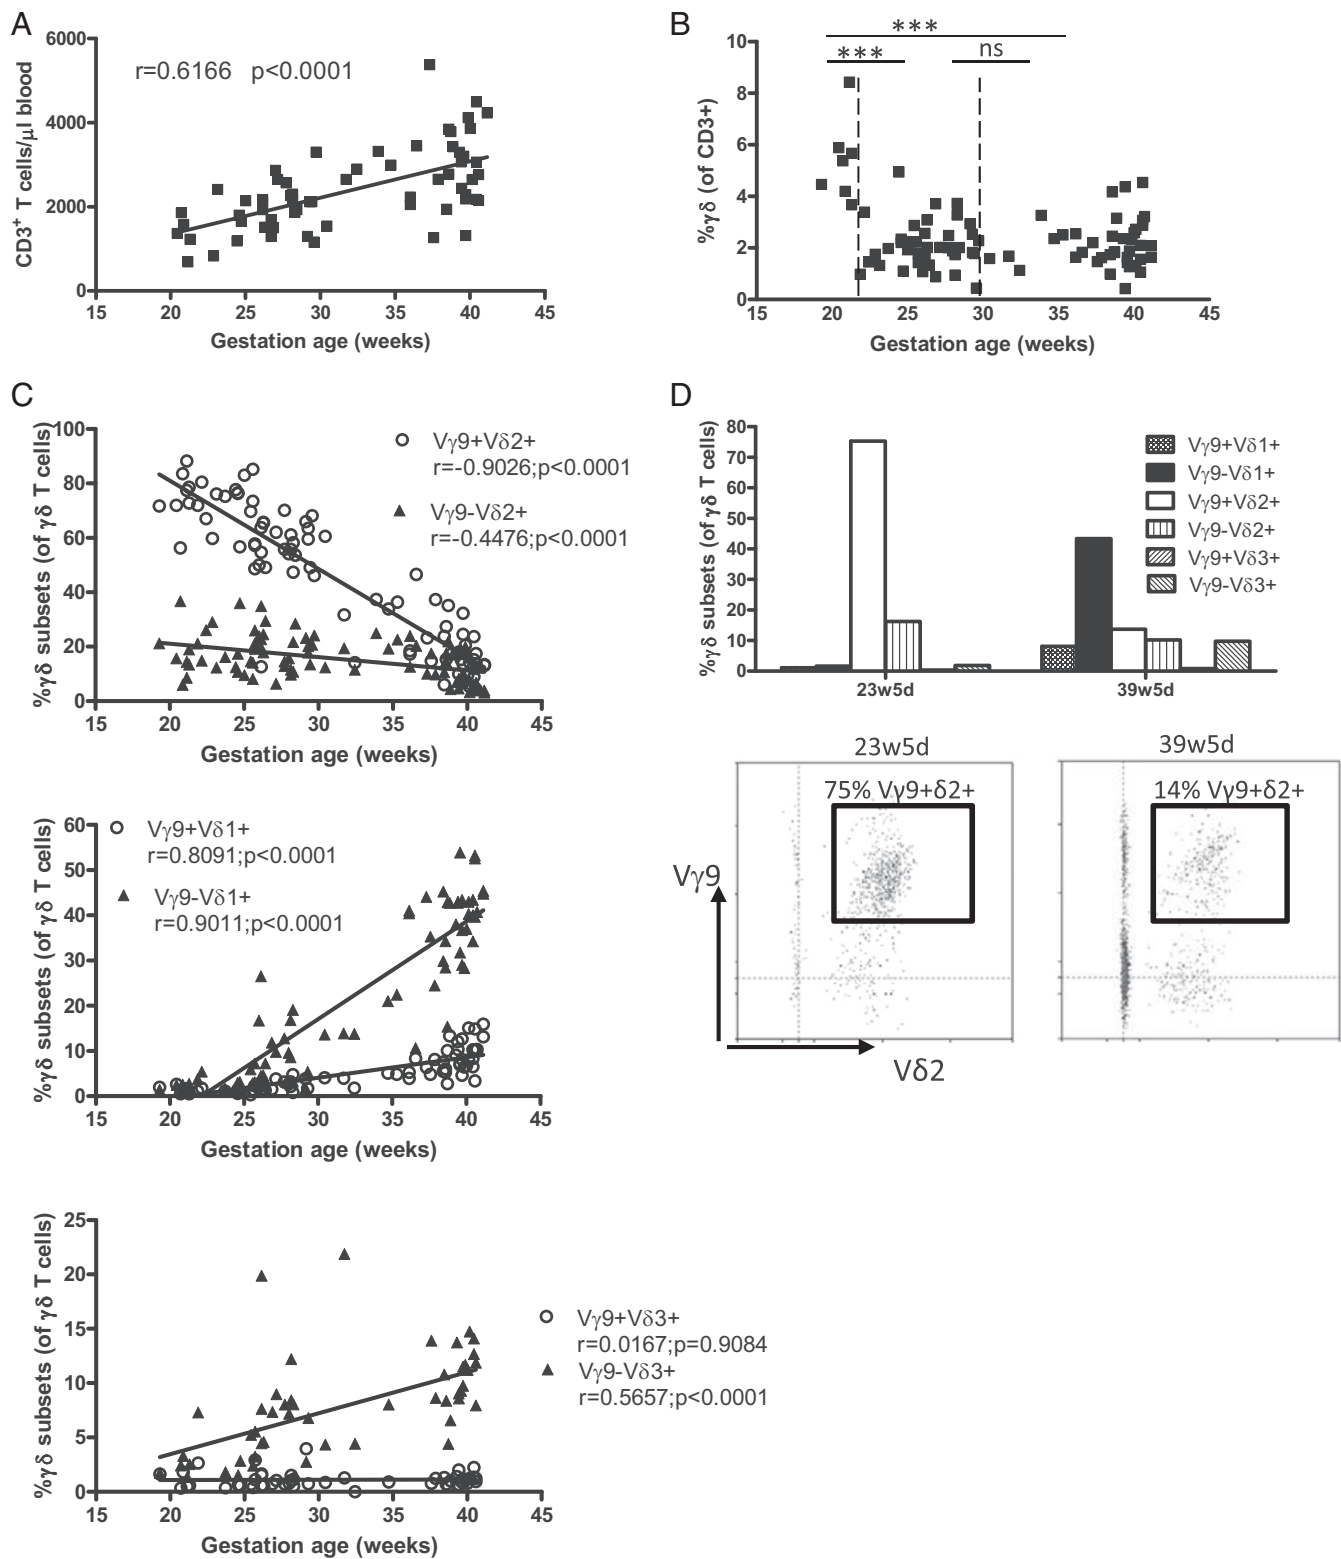 A
CD3+ T cells/μl blood
6000
4000
2000
0
r=0.6166 p<0.0001
15 20 25 30 35 40 45
Gestation age (weeks)
B
%γδ (of CD3+)
10
8
6
4
2
0
***
***
ns
15 20 25 30 35 40 45
Gestation age (weeks)
C
%γδ subsets (of γδ T cells)
100
80
60
40
20
0
Vγ9+Vδ2+
r=-0.9026;p<0.0001
Vγ9-Vδ2+
r=-0.4476;p<0.0001
15 20 25 30 35 40 45
Gestation age (weeks)
%γδ subsets (of γδ T cells)
60
50
40
30
20
10
0
Vγ9+Vδ1+
r=0.8091;p<0.0001
Vγ9-Vδ1+
r=0.9011;p<0.0001
15 20 25 30 35 40 45
Gestation age (weeks)
%γδ subsets (of γδ T cells)
25
20
15
10
5
0
Vγ9+Vδ3+
r=0.0167;p=0.9084
Vγ9-Vδ3+
r=0.5657;p<0.0001
15 20 25 30 35 40 45
Gestation age (weeks)
D
%γδ subsets (of γδ T cells)
80
70
60
50
40
30
20
10
0
Vγ9+Vδ1+
Vγ9-Vδ1+
Vγ9+Vδ2+
Vγ9-Vδ2+
Vγ9+Vδ3+
Vγ9-Vδ3+
23w5d 39w5d
23w5d
75% Vγ9+δ2+
39w5d
14% Vγ9+δ2+
Vγ9
Vδ2